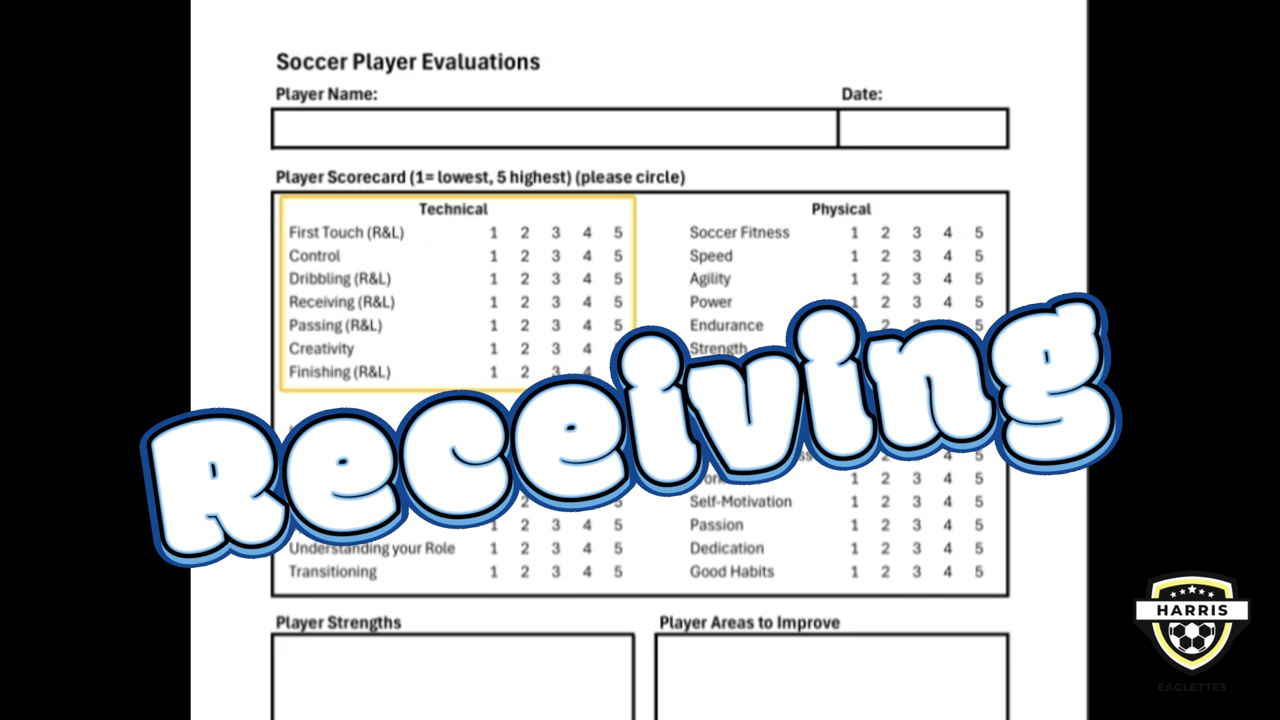 Soccer Player Evaluations
Player Name: Date:
Player Scorecard (1= lowest, 5 highest) (please circle)
Technical
First Touch (R&L) 1 2 3 4 5
Control 1 2 3 4 5
Dribbling (R&L) 1 2 3 4 5
Receiving (R&L) 1 2 3 4 5
Passing (R&L) 1 2 3 4 5
Creativity 1 2 3 4
Finishing (R&L) 1 2 3 4
Physical
Soccer Fitness 1 2 3 4 5
Speed 1 2 3 4 5
Agility 1 2 3 4 5
Power 1 2 3 4 5
Endurance 2 5
Strength
Receiving
4 5
1 2 3 4 5
Self-Motivation 1 2 3 4 5
Passion 1 2 3 4 5
Dedication 1 2 3 4 5
Good Habits 1 2 3 4 5
2 5
1 2 3 4 5
Understanding your Role 1 2 3 4 5
Transitioning 1 2 3 4 5
Player Strengths
Player Areas to Improve
HARRIS
EAGLETTES